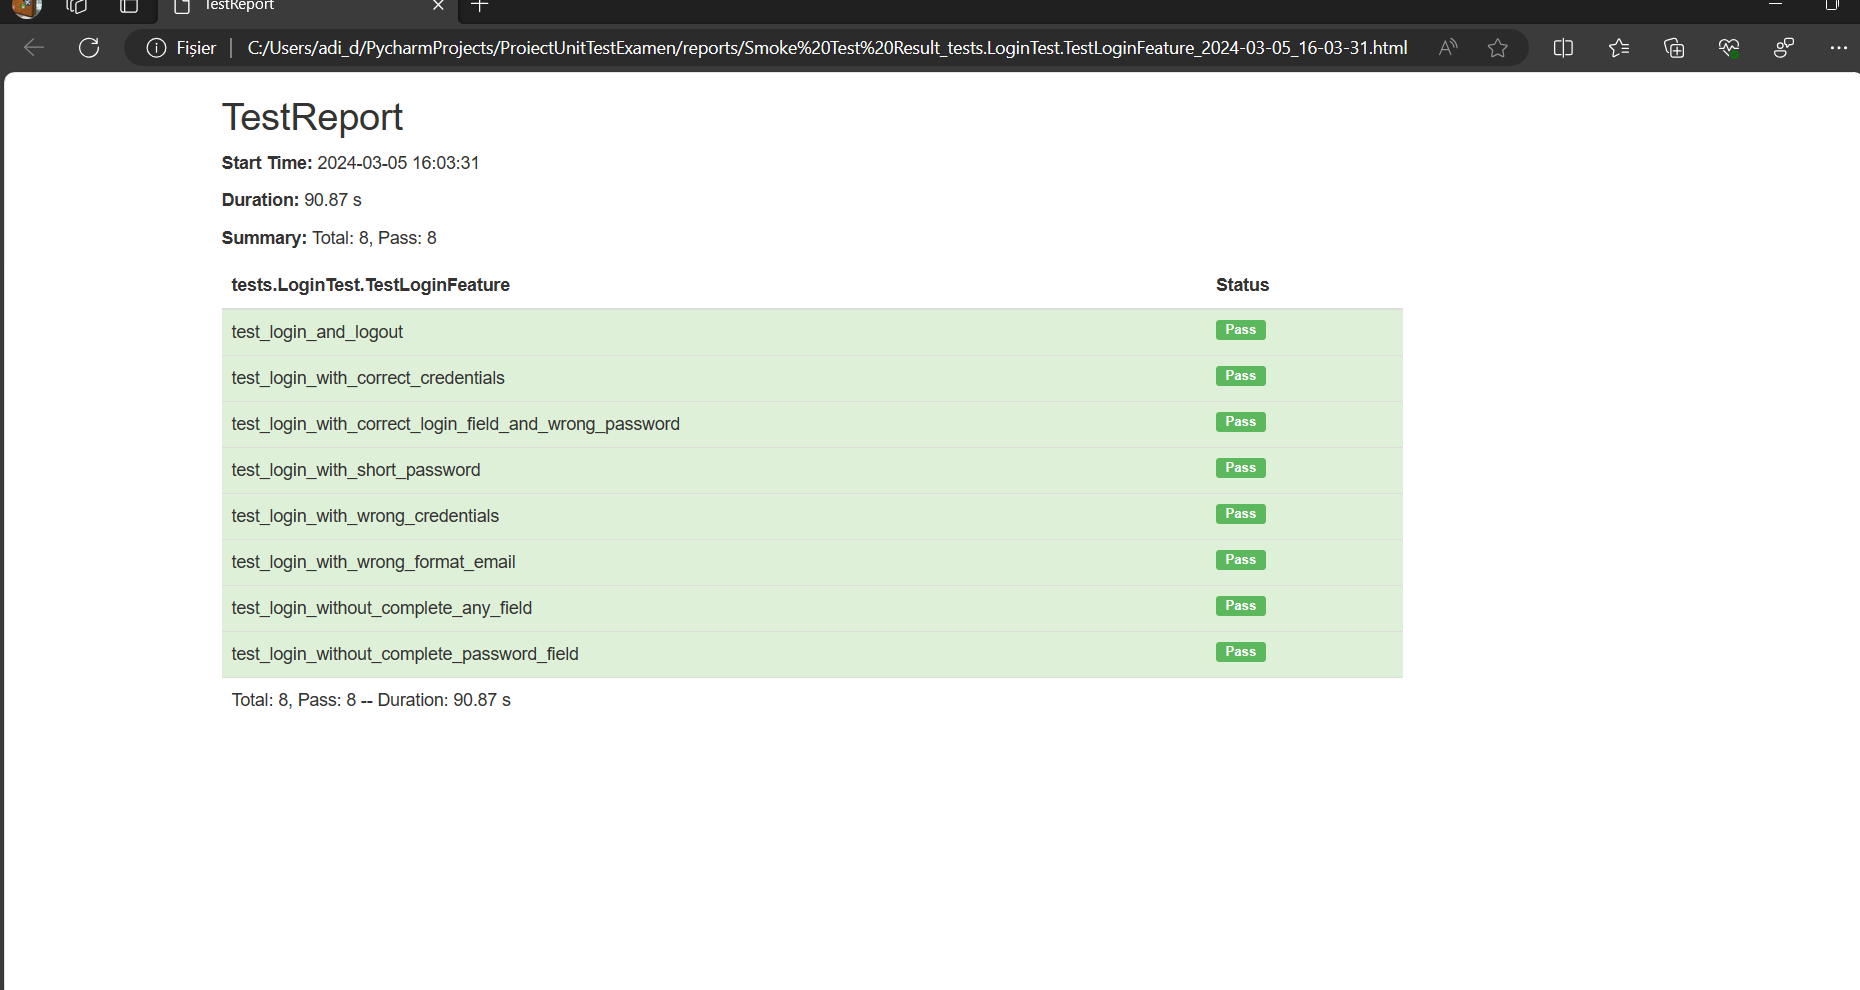 TestReport
Fișier
C:/Users/adi_d/PycharmProjects/ProiectUnitTestExamen/reports/Smoke%20Test%20Result_tests.LoginTest.TestLoginFeature_2024-03-05_16-03-31.html
TestReport
Start Time: 2024-03-05 16:03:31
Duration: 90.87 s
Summary: Total: 8, Pass: 8
tests.LoginTest.TestLoginFeature Status
test_login_and_logout Pass
test_login_with_correct_credentials Pass
test_login_with_correct_login_field_and_wrong_password Pass
test_login_with_short_password Pass
test_login_with_wrong_credentials Pass
test_login_with_wrong_format_email Pass
test_login_without_complete_any_field Pass
test_login_without_complete_password_field Pass
Total: 8, Pass: 8 -- Duration: 90.87 s